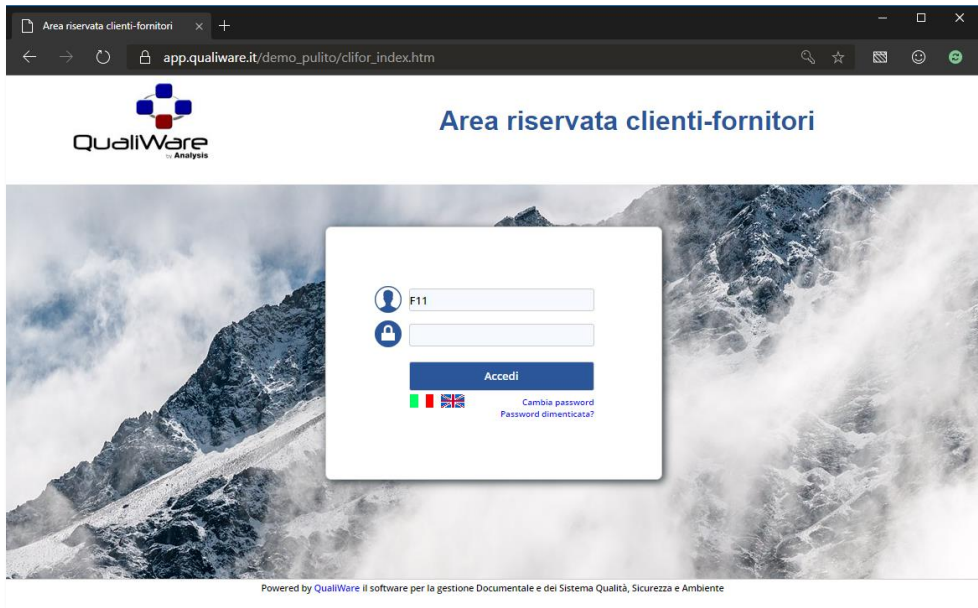 Area riservata clienti-fornitori
app.qualiware.it/demo_pulito/clifor_index.htm
QualiWare
by Analysis
Area riservata clienti-fornitori
F11
Accedi
Cambia password
Password dimenticata?
Powered by QualiWare il software per la gestione Documentale e dei Sistema Qualità, Sicurezza e Ambiente